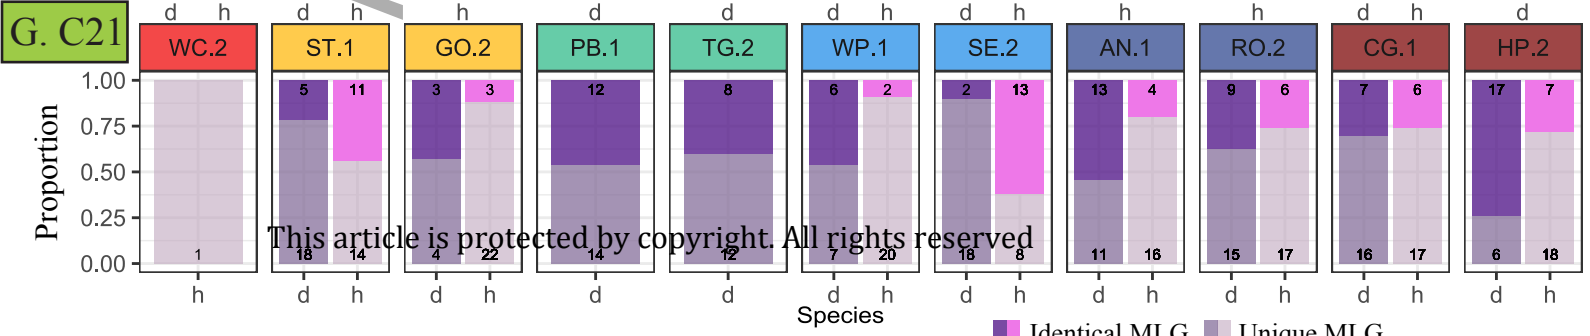 d h d h h d d d h d h h h d h d
G. C21 WC.2 ST.1 GO.2 PB.1 TG.2 WP.1 SE.2 AN.1 RO.2 CG.1 HP.2
1.00 5 11 3 3 12 8 6 2 2 13 13 4 9 6 7 6 17 7
0.75
0.50
0.25
Proportion
This article is protected by copyright. All rights reserved
0.00 1 18 14 4 22 14 12 7 20 18 8 11 16 15 17 16 17 6 18
h d h d h d d d h d h d h d h d h d h
Species
Identical MLG Unique MLG